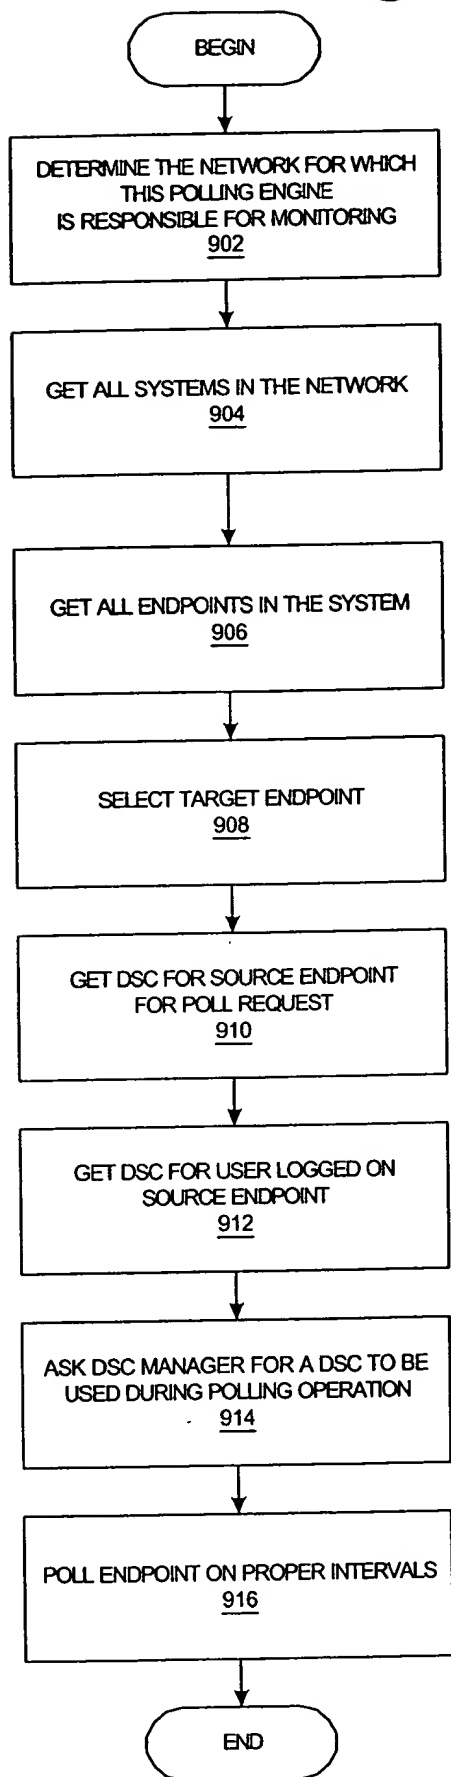 BEGIN
DETERMINE THE NETWORK FOR WHICH
THIS POLLING ENGINE
IS RESPONSIBLE FOR MONITORING
902
GET ALL SYSTEMS IN THE NETWORK
904
GET ALL ENDPOINTS IN THE SYSTEM
906
SELECT TARGET ENDPOINT
908
GET DSC FOR SOURCE ENDPOINT
FOR POLL REQUEST
910
GET DSC FOR USER LOGGED ON
SOURCE ENDPOINT
912
ASK DSC MANAGER FOR A DSC TO BE
USED DURING POLLING OPERATION
914
POLL ENDPOINT ON PROPER INTERVALS
916
END